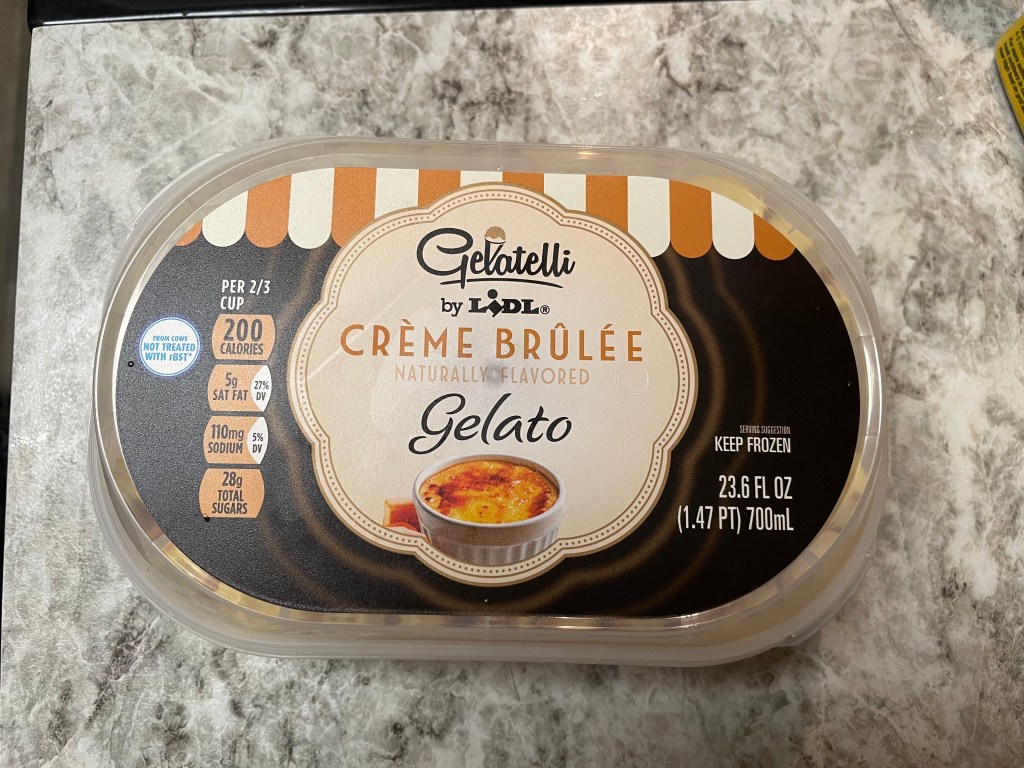 Gelatelli
by LIDL®
CRÈME BRÛLÉE
NATURALLY FLAVORED
Gelato
PER 2/3
CUP
200
CALORIES
5g
SAT FAT
27%
DV
110mg
SODIUM
5%
DV
28g
TOTAL
SUGARS
FROM COWS
NOT TREATED
WITH rBST*
SERVING SUGGESTION
KEEP FROZEN
23.6 FL OZ
(1.47 PT) 700mL